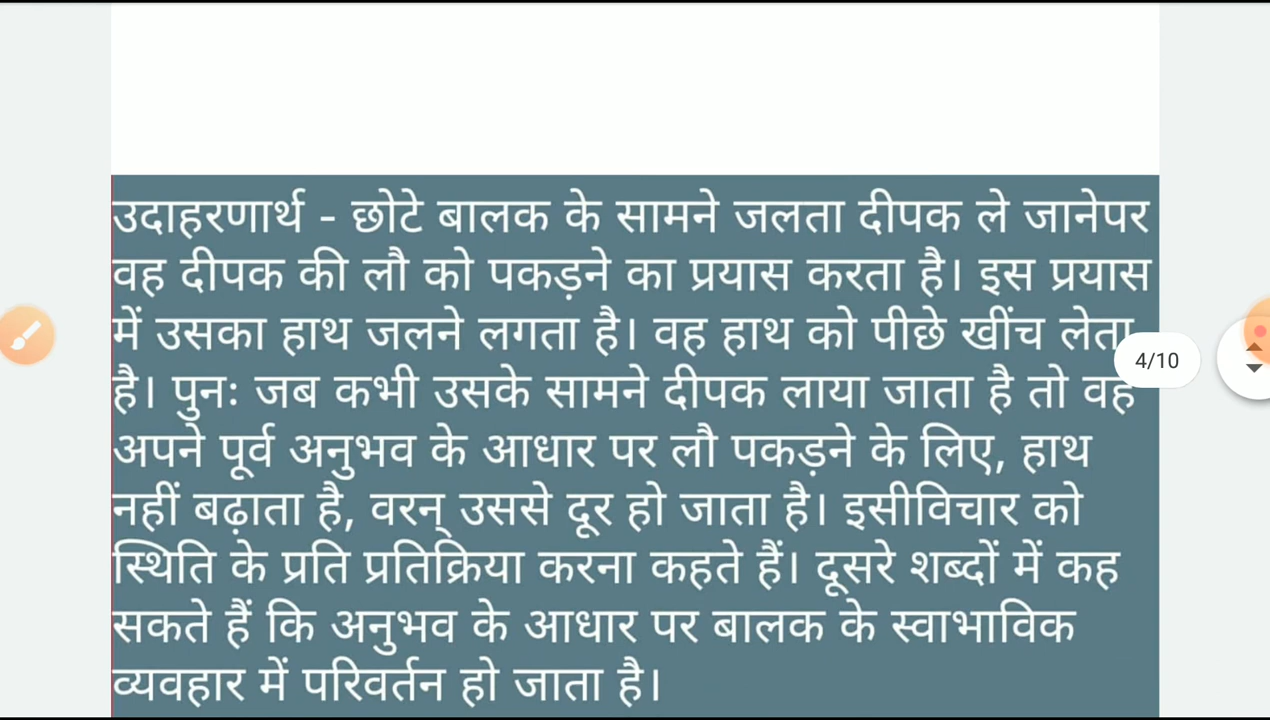 उदाहरणार्थ - छोटे बालक के सामने जलता दीपक ले जानेपर
वह दीपक की लौ को पकड़ने का प्रयास करता है। इस प्रयास
में उसका हाथ जलने लगता है। वह हाथ को पीछे खींच लेता
है। पुनः जब कभी उसके सामने दीपक लाया जाता है तो वह
अपने पूर्व अनुभव के आधार पर लौ पकड़ने के लिए, हाथ
नहीं बढ़ाता है, वरन् उससे दूर हो जाता है। इसीविचार को
स्थिति के प्रति प्रतिक्रिया करना कहते हैं। दूसरे शब्दों में कह
सकते हैं कि अनुभव के आधार पर बालक के स्वाभाविक
व्यवहार में परिवर्तन हो जाता है।
4/10